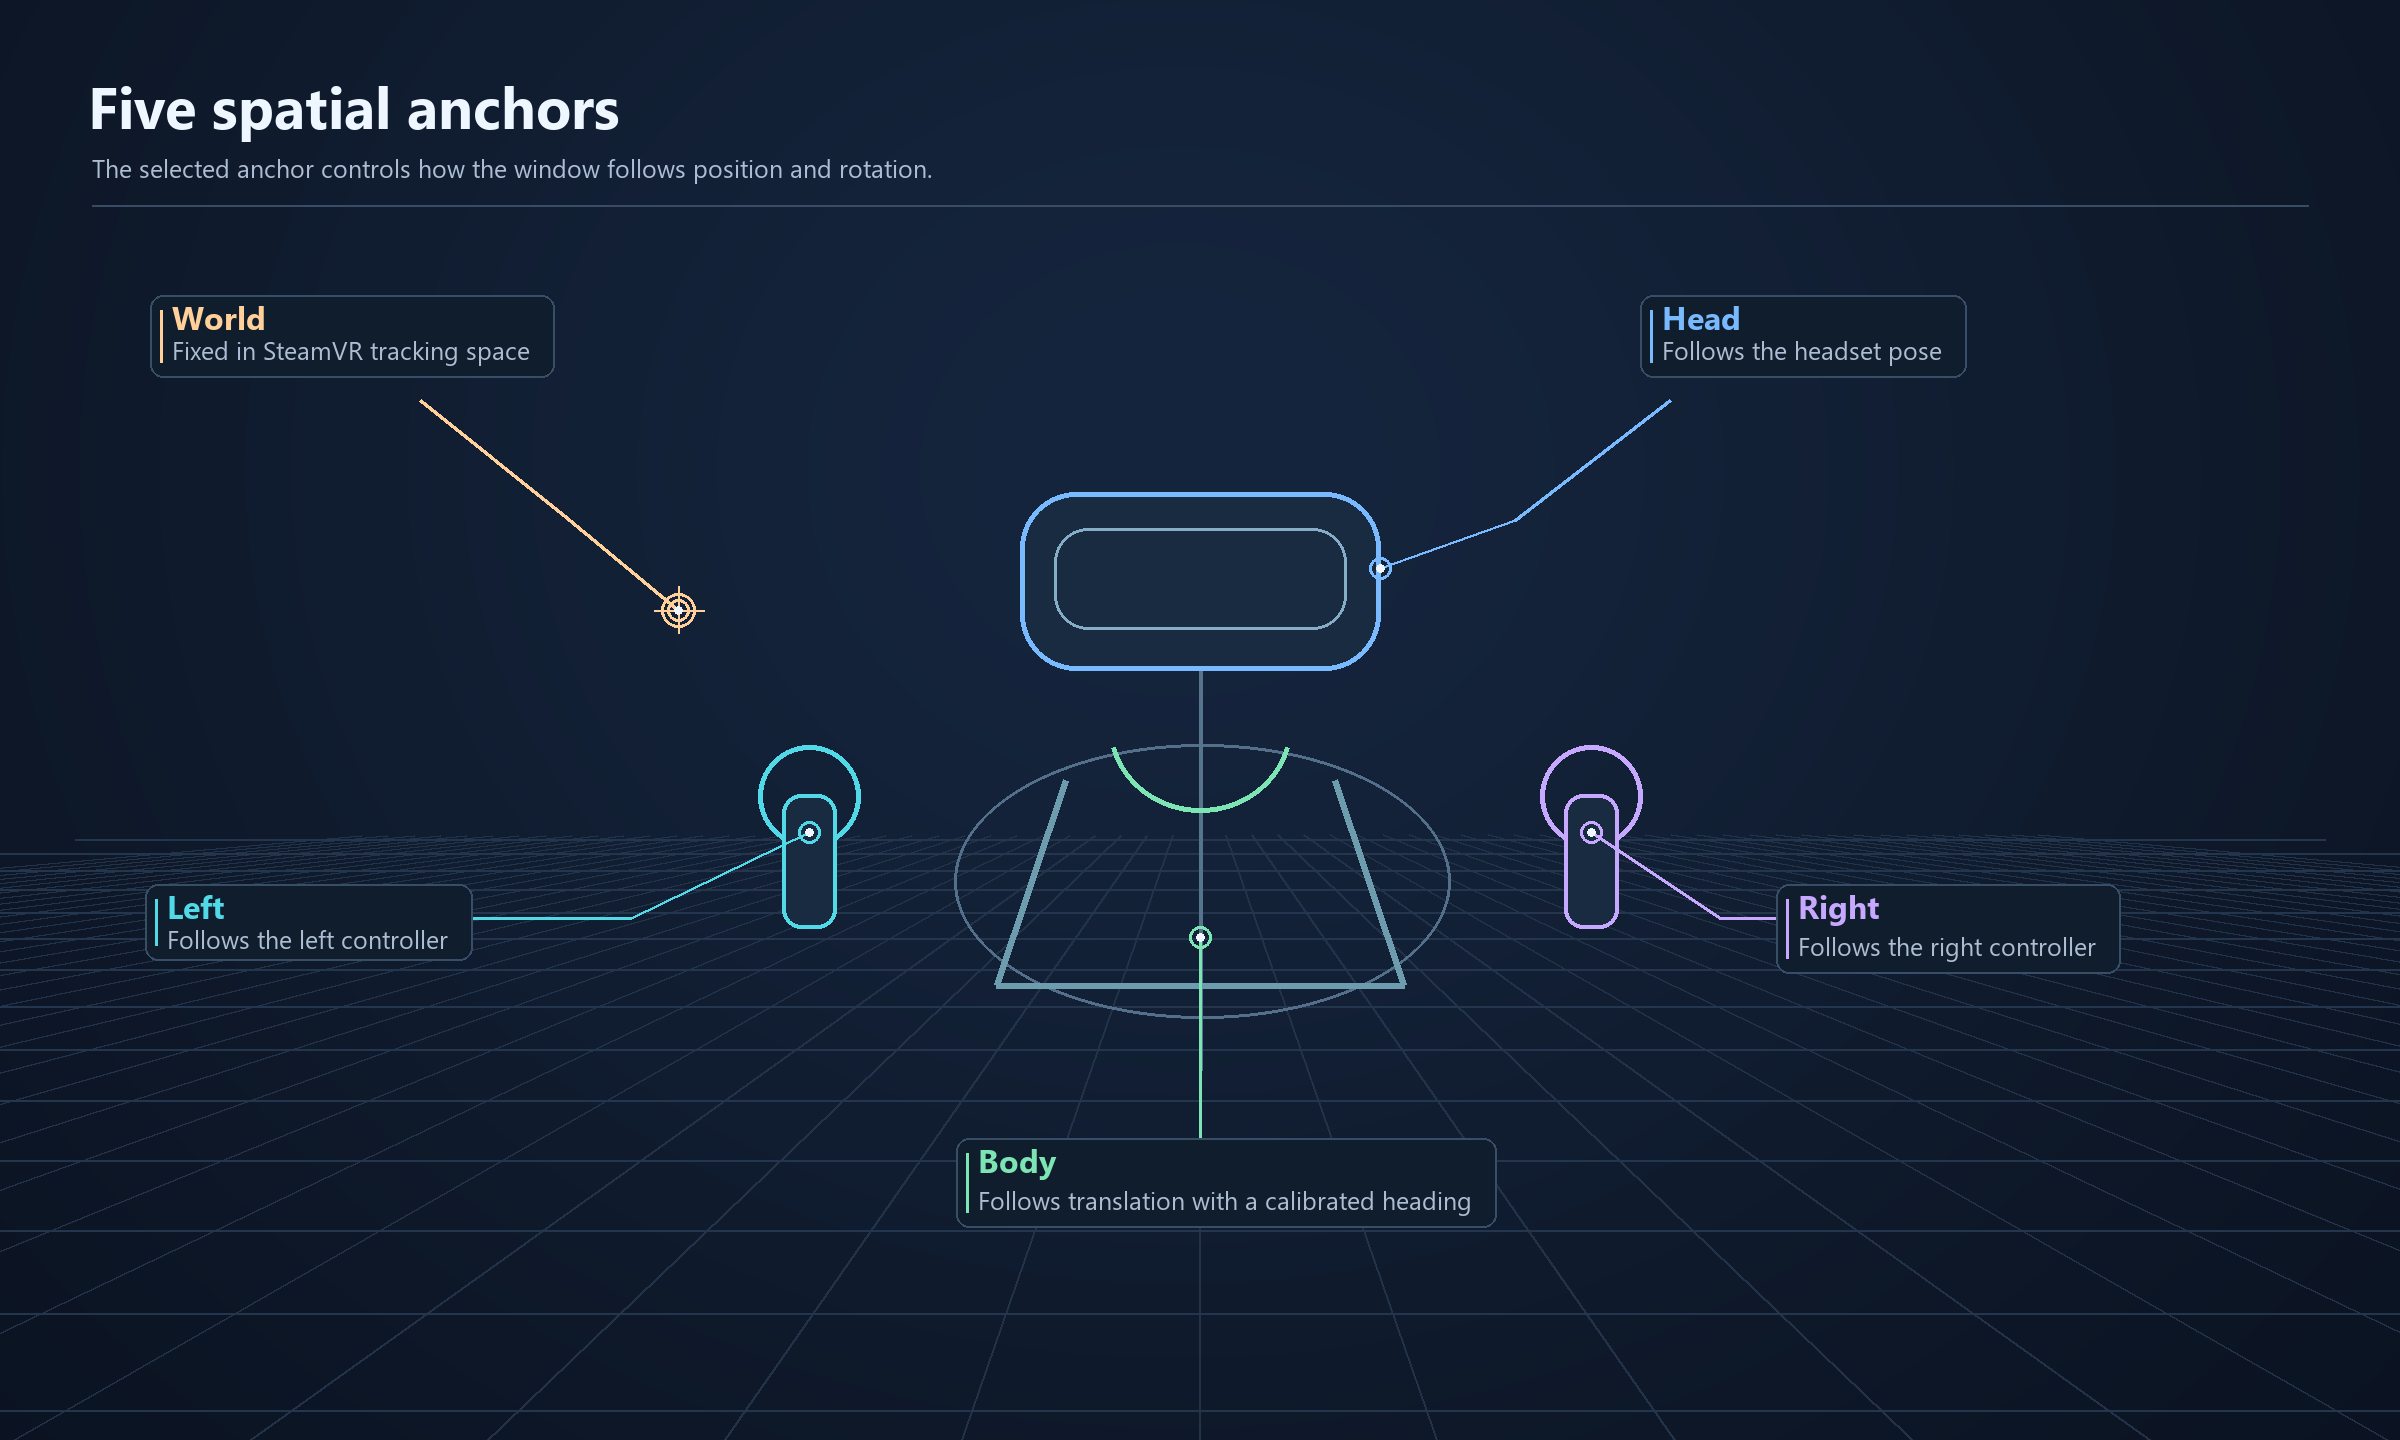 Five spatial anchors
The selected anchor controls how the window follows position and rotation.
World
Fixed in SteamVR tracking space
Head
Follows the headset pose
Left
Follows the left controller
Right
Follows the right controller
Body
Follows translation with a calibrated heading